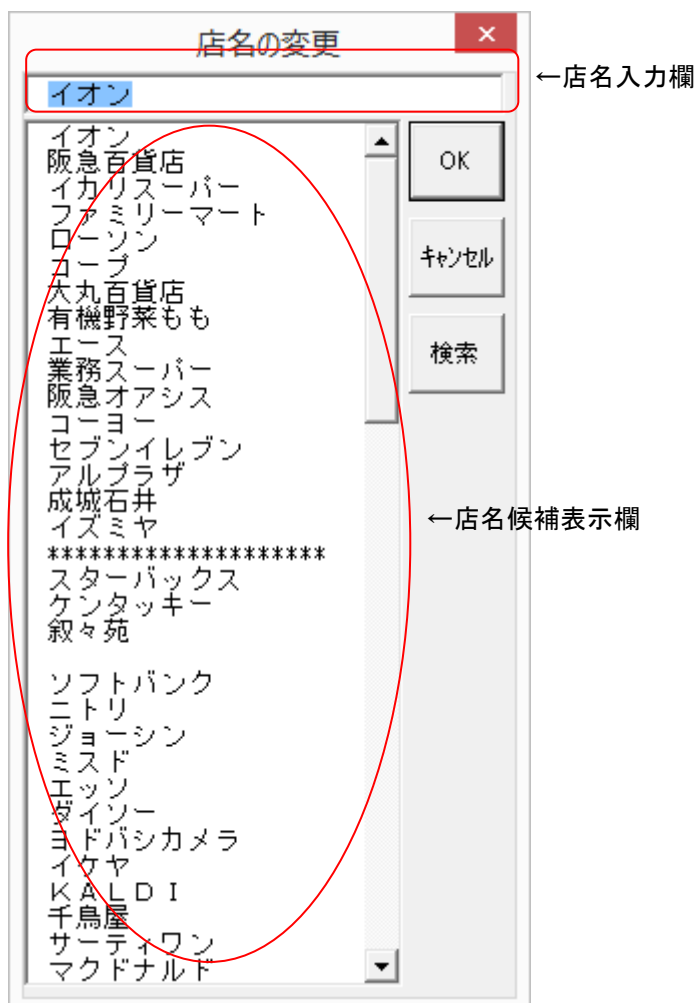 店名の変更
×
イオン
←店名入力欄
イオン
阪急百貨店
イカリスーパー
ファミリーマート
ローソン
コープ
大丸百貨店
有機野菜もも
エース
業務スーパー
阪急オアシス
コーヨー
セブンイレブン
アルプラザ
成城石井
イズミヤ
********************
スターバックス
ケンタッキー
叙々苑
ソフトバンク
ニトリ
ジョーシン
ミスド
エッソ
ダイソー
ヨドバシカメラ
イケヤ
KALDI
千鳥屋
サーティワン
マクドナルド
OK
キャンセル
検索
←店名候補表示欄